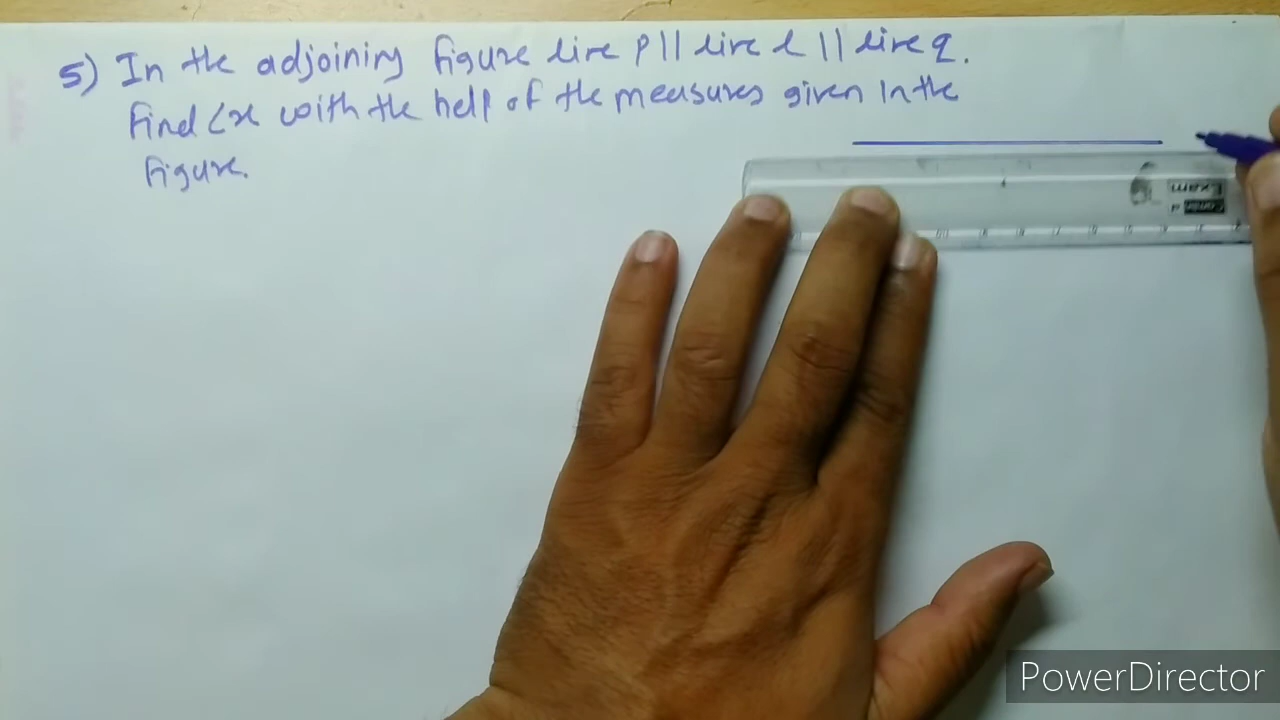 5) In the adjoining figure line p || line l || line q.
Find <x with the help of the measures given in the
figure.
Exam
PowerDirector